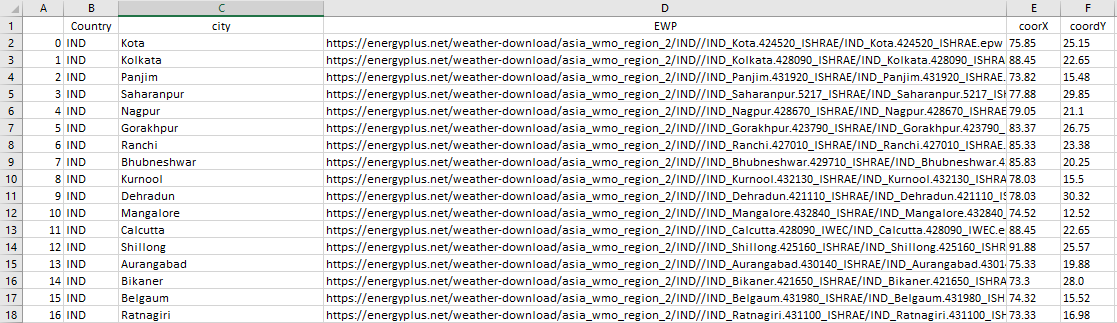 A B C D E F
1 Country city EWP coorX coordY
2 0 IND Kota https://energyplus.net/weather-download/asia_wmo_region_2/IND//IND_Kota.424520_ISHRAE/IND_Kota.424520_ISHRAE.epw 75.85 25.15
3 1 IND Kolkata https://energyplus.net/weather-download/asia_wmo_region_2/IND//IND_Kolkata.428090_ISHRAE/IND_Kolkata.428090_ISHRAE. 88.45 22.65
4 2 IND Panjim https://energyplus.net/weather-download/asia_wmo_region_2/IND//IND_Panjim.431920_ISHRAE/IND_Panjim.431920_ISHRAE. 73.82 15.48
5 3 IND Saharanpur https://energyplus.net/weather-download/asia_wmo_region_2/IND//IND_Saharanpur.5217_ISHRAE/IND_Saharanpur.5217_ISH 77.88 29.85
6 4 IND Nagpur https://energyplus.net/weather-download/asia_wmo_region_2/IND//IND_Nagpur.428670_ISHRAE/IND_Nagpur.428670_ISHRAE 79.05 21.1
7 5 IND Gorakhpur https://energyplus.net/weather-download/asia_wmo_region_2/IND//IND_Gorakhpur.423790_ISHRAE/IND_Gorakhpur.423790_ 83.37 26.75
8 6 IND Ranchi https://energyplus.net/weather-download/asia_wmo_region_2/IND//IND_Ranchi.427010_ISHRAE/IND_Ranchi.427010_ISHRAE. 85.33 23.38
9 7 IND Bhubneshwar https://energyplus.net/weather-download/asia_wmo_region_2/IND//IND_Bhubneshwar.429710_ISHRAE/IND_Bhubneshwar.4 85.83 20.25
10 8 IND Kurnool https://energyplus.net/weather-download/asia_wmo_region_2/IND//IND_Kurnool.432130_ISHRAE/IND_Kurnool.432130_ISHRA 78.03 15.5
11 9 IND Dehradun https://energyplus.net/weather-download/asia_wmo_region_2/IND//IND_Dehradun.421110_ISHRAE/IND_Dehradun.421110_IS 78.03 30.32
12 10 IND Mangalore https://energyplus.net/weather-download/asia_wmo_region_2/IND//IND_Mangalore.432840_ISHRAE/IND_Mangalore.432840_ 74.52 12.52
13 11 IND Calcutta https://energyplus.net/weather-download/asia_wmo_region_2/IND//IND_Calcutta.428090_IWEC/IND_Calcutta.428090_IWEC.e 88.45 22.65
14 12 IND Shillong https://energyplus.net/weather-download/asia_wmo_region_2/IND//IND_Shillong.425160_ISHRAE/IND_Shillong.425160_ISHR 91.88 25.57
15 13 IND Aurangabad https://energyplus.net/weather-download/asia_wmo_region_2/IND//IND_Aurangabad.430140_ISHRAE/IND_Aurangabad.43014 75.33 19.88
16 14 IND Bikaner https://energyplus.net/weather-download/asia_wmo_region_2/IND//IND_Bikaner.421650_ISHRAE/IND_Bikaner.421650_ISHRAE 73.3 28.0
17 15 IND Belgaum https://energyplus.net/weather-download/asia_wmo_region_2/IND//IND_Belgaum.431980_ISHRAE/IND_Belgaum.431980_ISH 74.32 15.52
18 16 IND Ratnagiri https://energyplus.net/weather-download/asia_wmo_region_2/IND//IND_Ratnagiri.431100_ISHRAE/IND_Ratnagiri.431100_ISHR 73.33 16.98